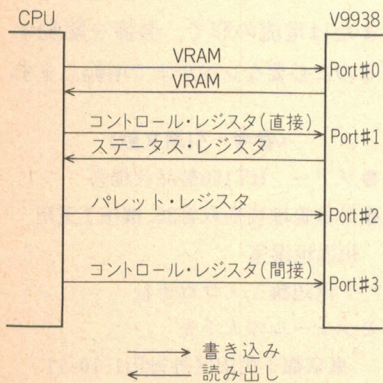 CPU
V9938
VRAM
Port#0
VRAM
コントロール・レジスタ(直接)
Port#1
ステータス・レジスタ
パレット・レジスタ
Port#2
コントロール・レジスタ(間接)
Port#3
書き込み
読み出し